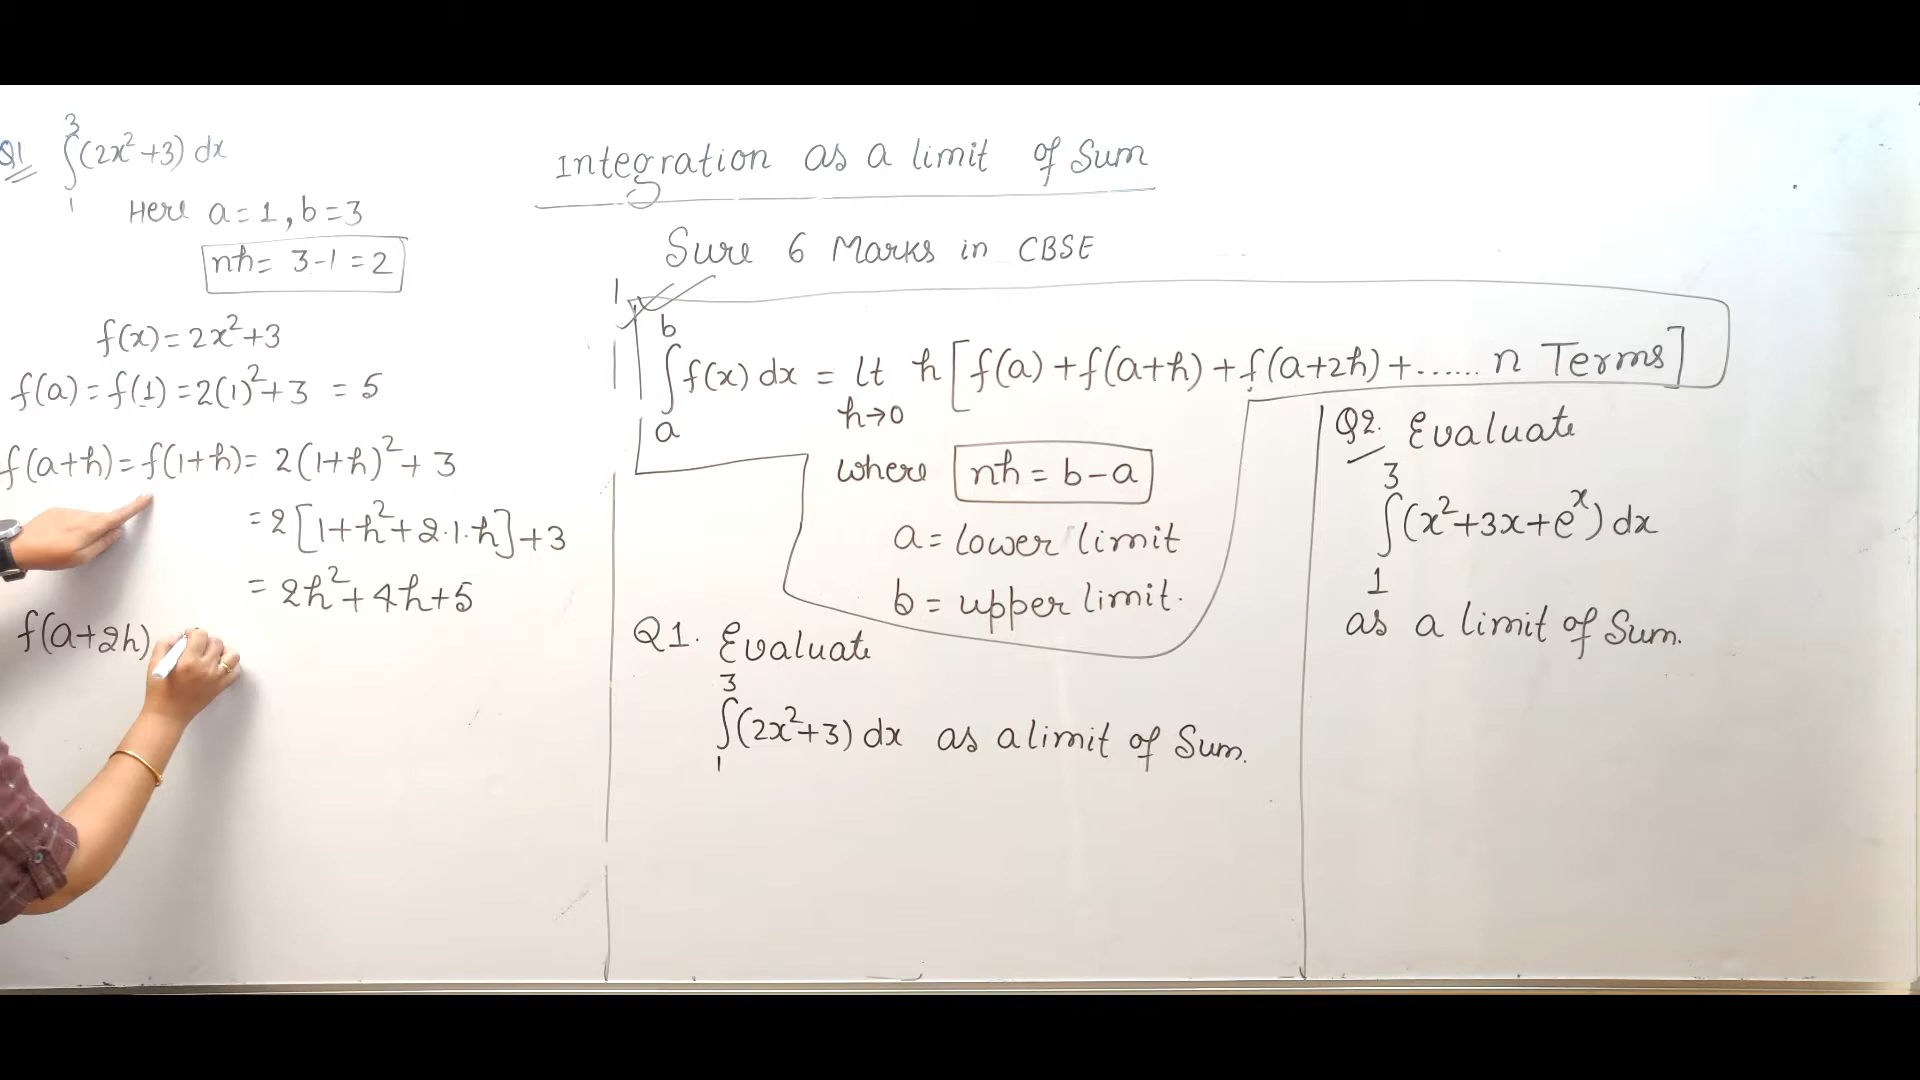 Q1 ∫₁³ (2x²+3) dx
Here a=1, b=3
nh = 3-1 = 2
f(x) = 2x²+3
f(a) = f(1) = 2(1)²+3 = 5
f(a+h) = f(1+h) = 2(1+h)²+3
= 2[1+h²+2.1.h]+3
= 2h²+4h+5
f(a+2h)
Integration as a limit of Sum
Sure 6 Marks in CBSE
∫ₐᵇ f(x) dx = lt h→0 h[f(a)+f(a+h)+f(a+2h)+...... n Terms]
where nh = b-a
a = lower limit
b = upper limit.
Q1. Evaluate
∫₁³ (2x²+3) dx as a limit of Sum.
Q2. Evaluate
∫₁³ (x²+3x+eˣ) dx
as a limit of Sum.